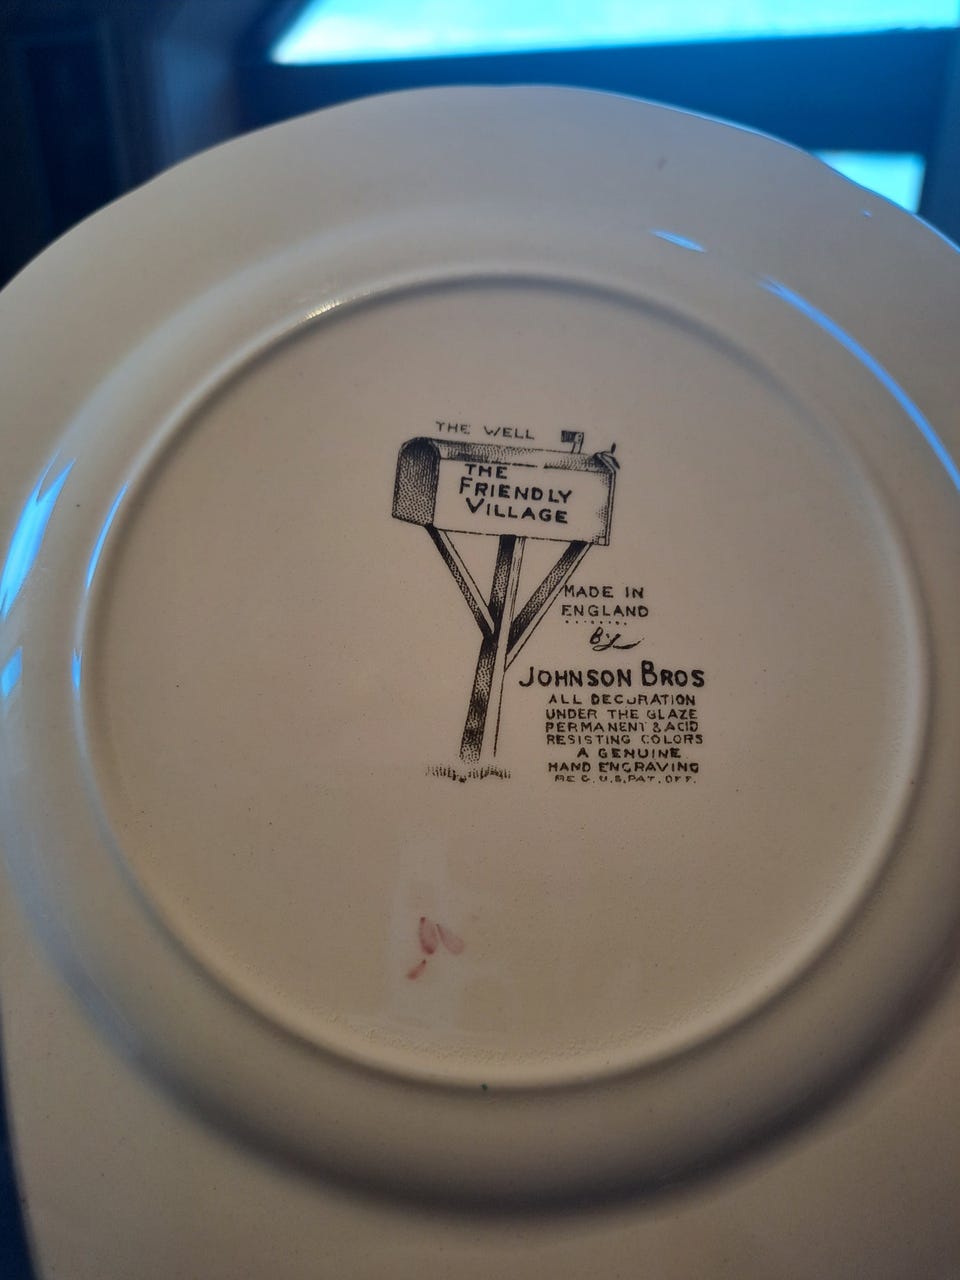 THE WELL
THE
FRIENDLY
VILLAGE
MADE IN
ENGLAND
By
JOHNSON BROS
ALL DECORATION
UNDER THE GLAZE
PERMANENT & ACID
RESISTING COLORS
A GENUINE
HAND ENGRAVING
REG. U.S. PAT. OFF.